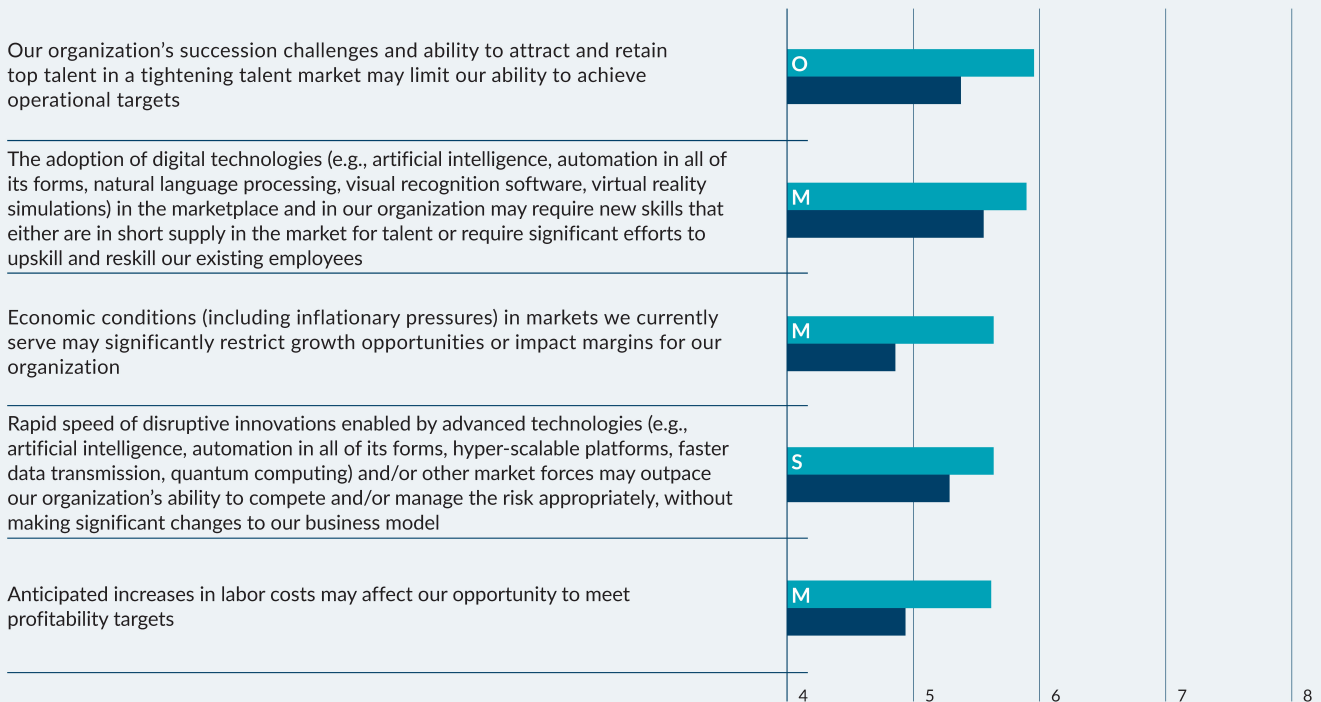 Our organization’s succession challenges and ability to attract and retain
top talent in a tightening talent market may limit our ability to achieve
operational targets
O
The adoption of digital technologies (e.g., artificial intelligence, automation in all of
its forms, natural language processing, visual recognition software, virtual reality
simulations) in the marketplace and in our organization may require new skills that
either are in short supply in the market for talent or require significant efforts to
upskill and reskill our existing employees
M
Economic conditions (including inflationary pressures) in markets we currently
serve may significantly restrict growth opportunities or impact margins for our
organization
M
Rapid speed of disruptive innovations enabled by advanced technologies (e.g.,
artificial intelligence, automation in all of its forms, hyper-scalable platforms, faster
data transmission, quantum computing) and/or other market forces may outpace
our organization’s ability to compete and/or manage the risk appropriately, without
making significant changes to our business model
S
Anticipated increases in labor costs may affect our opportunity to meet
profitability targets
M
4 5 6 7 8